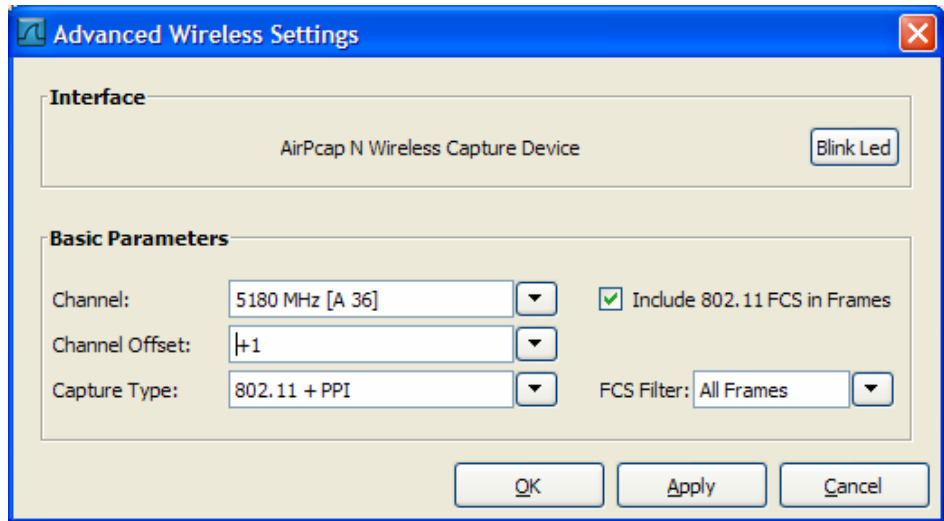 Advanced Wireless Settings
Interface
AirPcap N Wireless Capture Device Blink Led
Basic Parameters
Channel: 5180 MHz [A 36] Include 802.11 FCS in Frames
Channel Offset: +1
Capture Type: 802.11 + PPI FCS Filter: All Frames
OK Apply Cancel